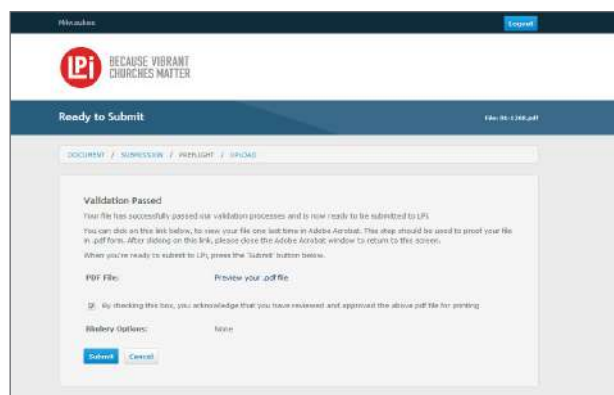 Milwaukee
Logout
LPi
BECAUSE VIBRANT
CHURCHES MATTER
Ready to Submit
DOCUMENT / SUBMISSION / PREFLIGHT / UPLOAD
Validation Passed
Your file has successfully passed our validation processes and is now ready to be submitted to LPi.
You can click on this link below, to view your file one last time in Adobe Acrobat. This step should be used to proof your file
in .pdf form. After clicking on this link, please close the Adobe Acrobat window to return to this screen.
When you're ready to submit to LPi, press the 'Submit' button below.
PDF File: Preview your .pdf file
By checking this box, you acknowledge that you have reviewed and approved the above pdf file for printing
Bindery Options: None
Submit Cancel